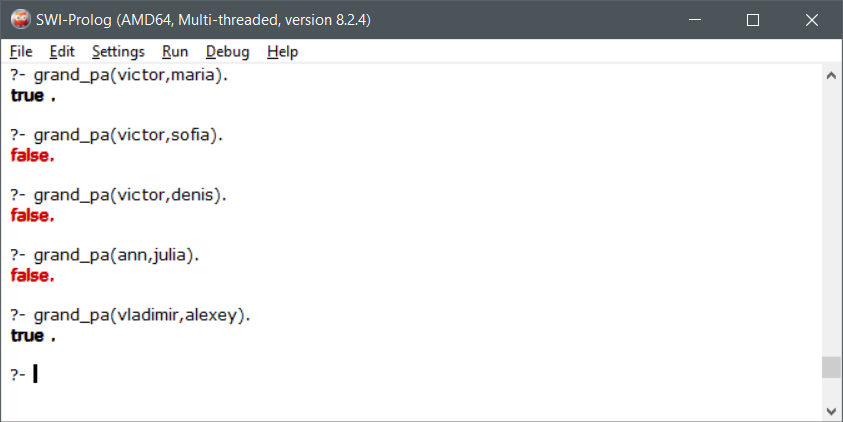 SWI-Prolog (AMD64, Multi-threaded, version 8.2.4)
File Edit Settings Run Debug Help
?- grand_pa(victor,maria).
true .
?- grand_pa(victor,sofia).
false.
?- grand_pa(victor,denis).
false.
?- grand_pa(ann,julia).
false.
?- grand_pa(vladimir,alexey).
true .
?-